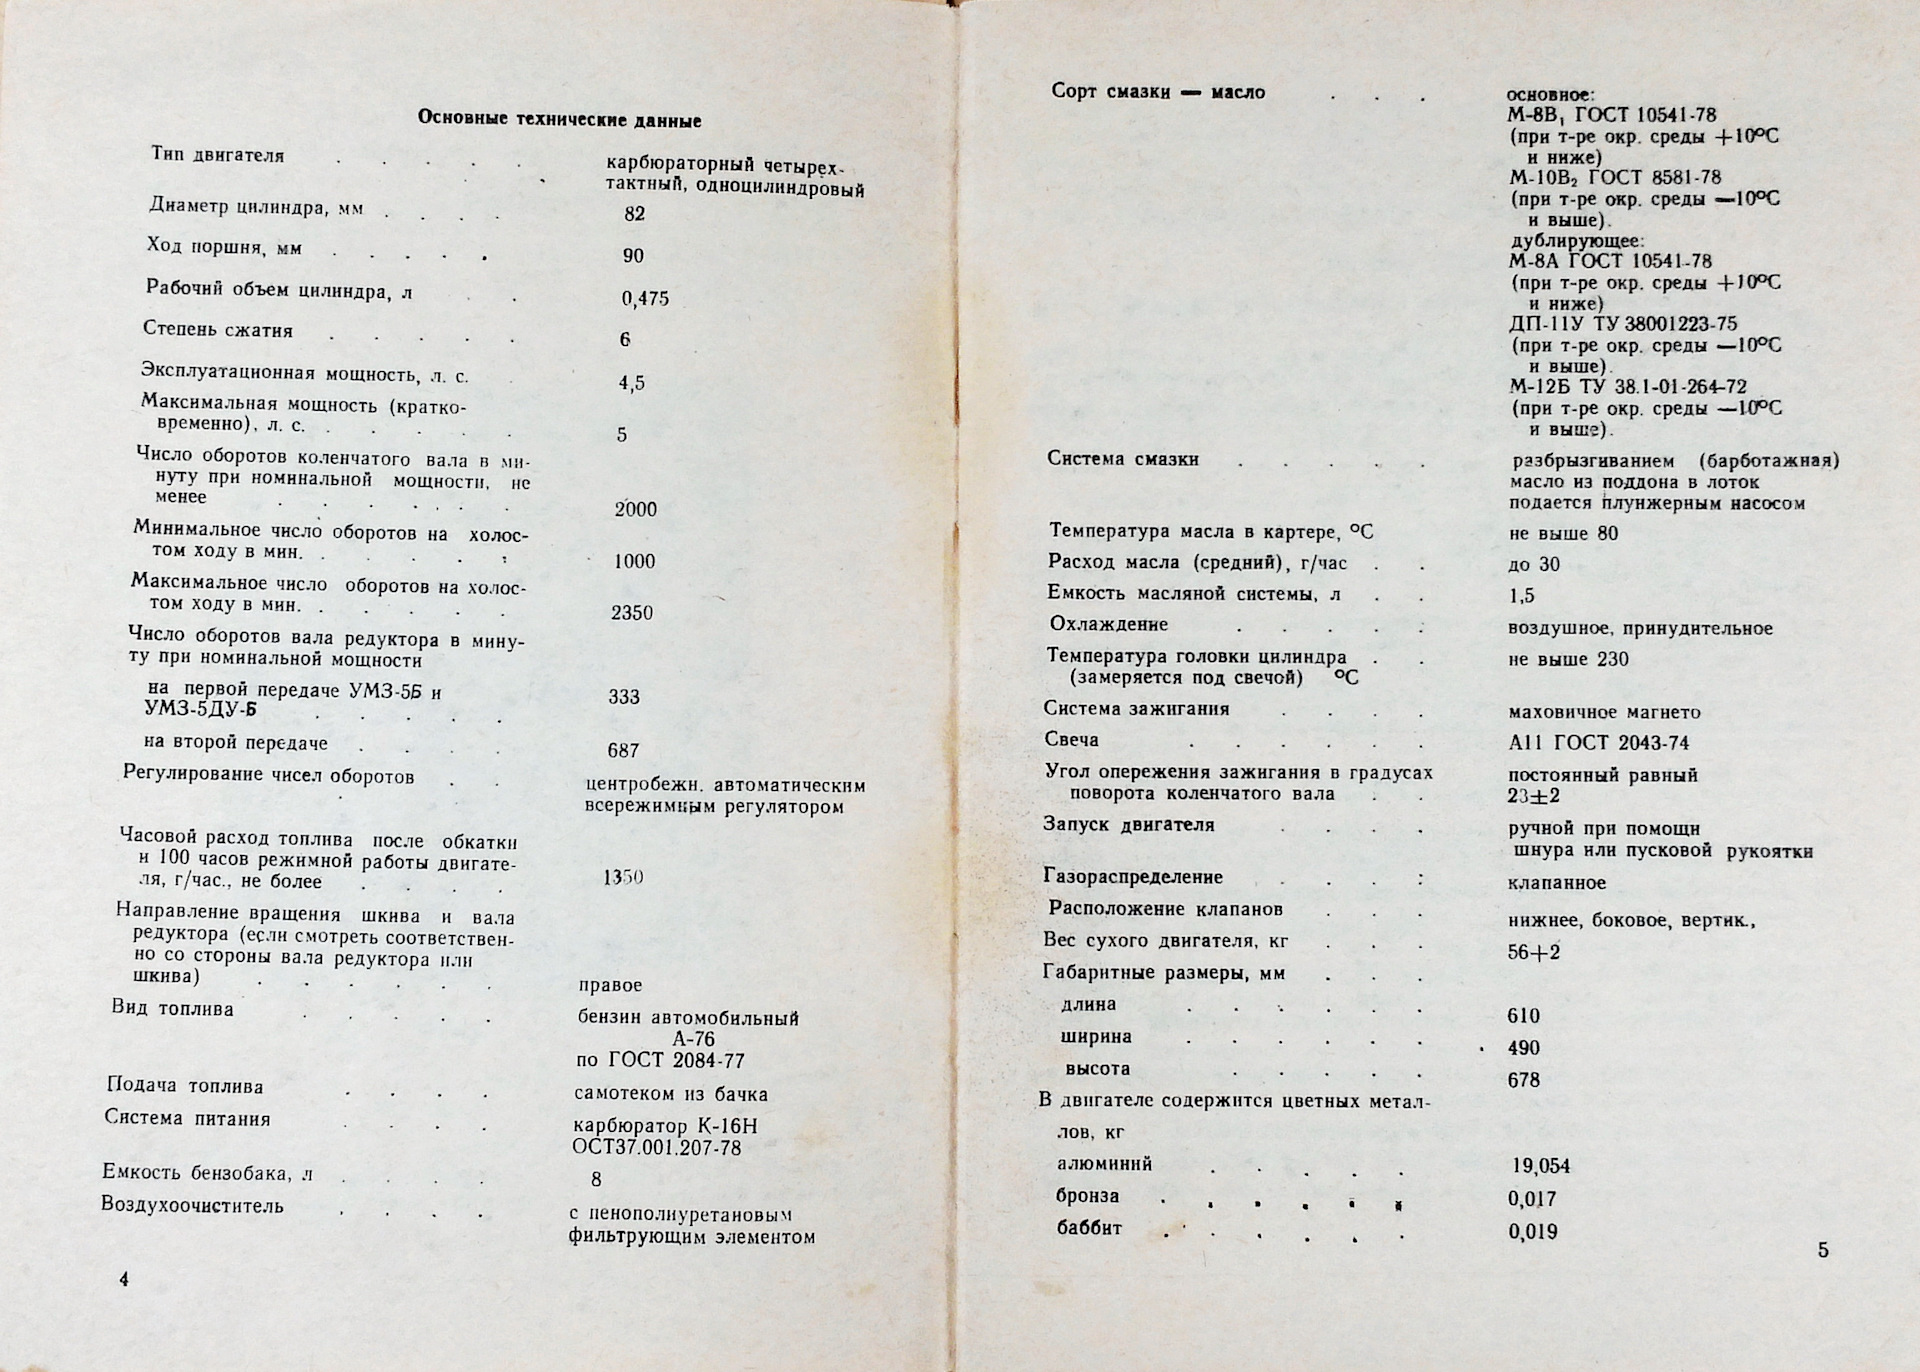 Основные технические данные
Тип двигателя . . . . . карбюраторный четырех-
тактный, одноцилиндровый
Диаметр цилиндра, мм . . . . 82
Ход поршня, мм . . . . . 90
Рабочий объем цилиндра, л . . 0,475
Степень сжатия . . . . . 6
Эксплуатационная мощность, л. с. 4,5
Максимальная мощность (кратко-
временно), л. с. . . . . . 5
Число оборотов коленчатого вала в ми-
нуту при номинальной мощности, не
менее . . . . . . 2000
Минимальное число оборотов на холос-
том ходу в мин. . . . . . 1000
Максимальное число оборотов на холос-
том ходу в мин. . . . . . 2350
Число оборотов вала редуктора в мину-
ту при номинальной мощности
на первой передаче УМЗ-5Б и
УМЗ-5ДУ-Б . . . . . 333
на второй передаче . . . . 687
Регулирование чисел оборотов . . центробежн. автоматическим
всережимным регулятором
Часовой расход топлива после обкатки
и 100 часов режимной работы двигате-
ля, г/час., не более . . . . 1350
Направление вращения шкива и вала
редуктора (если смотреть соответствен-
но со стороны вала редуктора или
шкива) . . . . . . правое
Вид топлива . . . . . бензин автомобильный
А-76
по ГОСТ 2084-77
Подача топлива . . . . самотеком из бачка
Система питания . . . . карбюратор К-16Н
ОСТ37.001.207-78
Емкость бензобака, л . . . . 8
Воздухоочиститель . . . . с пенополиуретановым
фильтрующим элементом
4
Сорт смазки — масло . . . основное:
М-8В₁ ГОСТ 10541-78
(при т-ре окр. среды +10°С
и ниже)
М-10В₂ ГОСТ 8581-78
(при т-ре окр. среды —10°С
и выше).
дублирующее:
М-8А ГОСТ 10541-78
(при т-ре окр. среды +10°С
и ниже)
ДП-11У ТУ 38001223-75
(при т-ре окр. среды —10°С
и выше).
М-12Б ТУ 38.1-01-264-72
(при т-ре окр. среды —10°С
и выше).
Система смазки . . . . . разбрызгиванием (барботажная)
масло из поддона в лоток
подается плунжерным насосом
Температура масла в картере, °С не выше 80
Расход масла (средний), г/час . . до 30
Емкость масляной системы, л . . 1,5
Охлаждение . . . . . воздушное, принудительное
Температура головки цилиндра . . не выше 230
(замеряется под свечой) °С
Система зажигания . . . . маховичное магнето
Свеча . . . . . . А11 ГОСТ 2043-74
Угол опережения зажигания в градусах постоянный равный
поворота коленчатого вала . . 23±2
Запуск двигателя . . . . ручной при помощи
шнура или пусковой рукоятки
Газораспределение . . . : клапанное
Расположение клапанов . . . нижнее, боковое, вертик.,
Вес сухого двигателя, кг . . . 56+2
Габаритные размеры, мм . . .
длина . . . . . . 610
ширина . . . . . . 490
высота . . . . . 678
В двигателе содержится цветных метал-
лов, кг
алюминий . . . . . 19,054
бронза . . . . . . 0,017
баббит . . . . . . 0,019
5